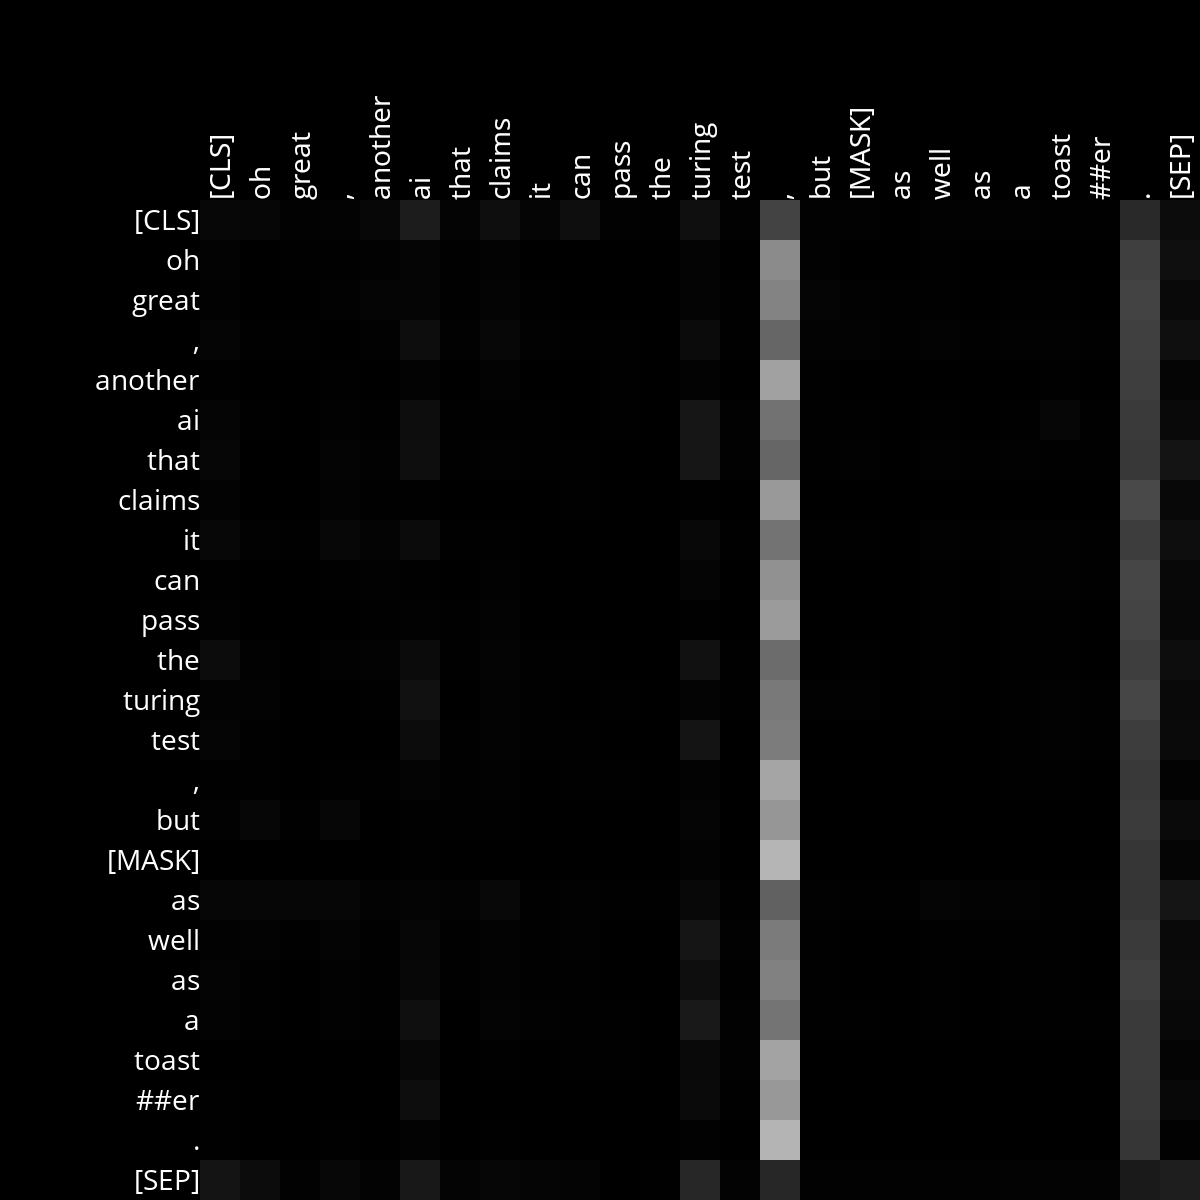 [CLS] oh great , another ai that claims it can pass the turing test , but [MASK] as well as a toast ##er . [SEP]
[CLS]
oh
great
,
another
ai
that
claims
it
can
pass
the
turing
test
,
but
[MASK]
as
well
as
a
toast
##er
.
[SEP]